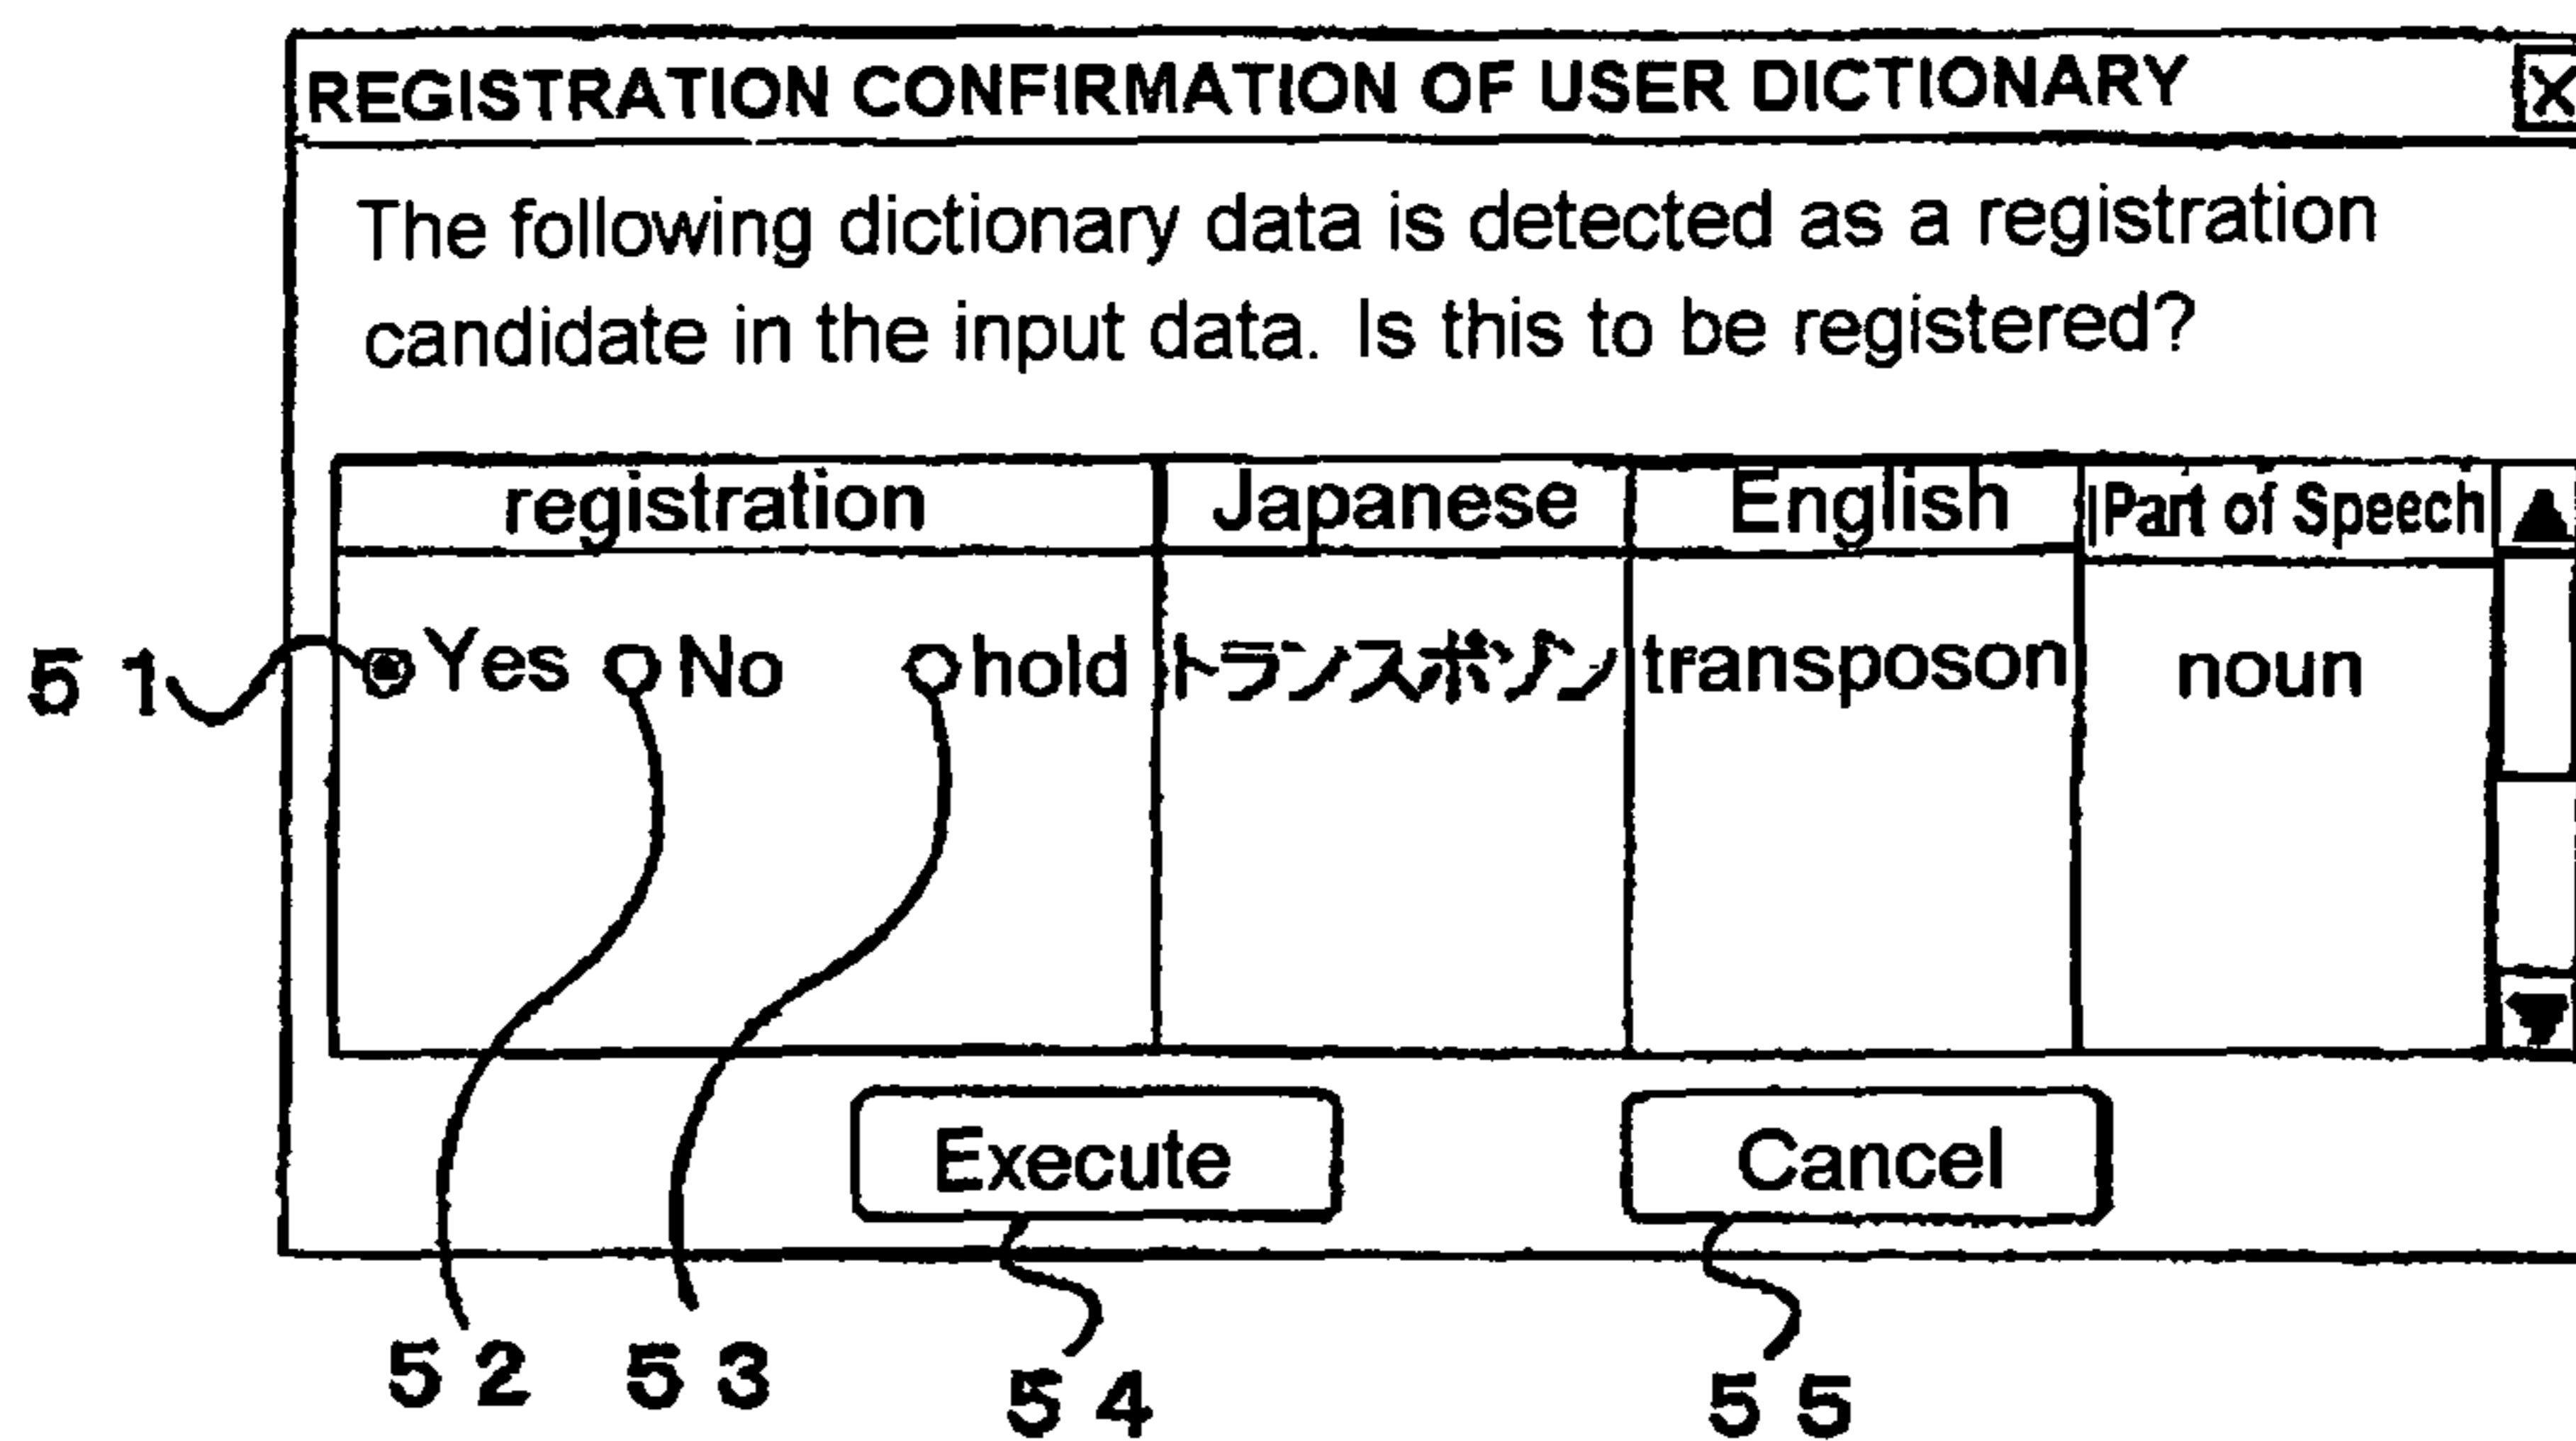 REGISTRATION CONFIRMATION OF USER DICTIONARY X
The following dictionary data is detected as a registration
candidate in the input data. Is this to be registered?
registration Japanese English Part of Speech
51 Yes No hold トランスポゾン transposon noun
Execute Cancel
52 53 54 55